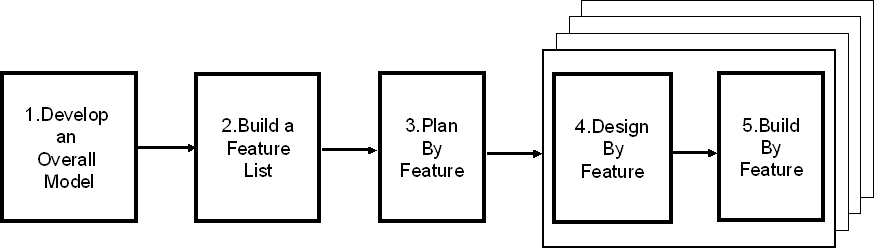 1.Develop
an
Overall
Model
2.Build a
Feature
List
3.Plan
By
Feature
4.Design
By
Feature
5.Build
By
Feature